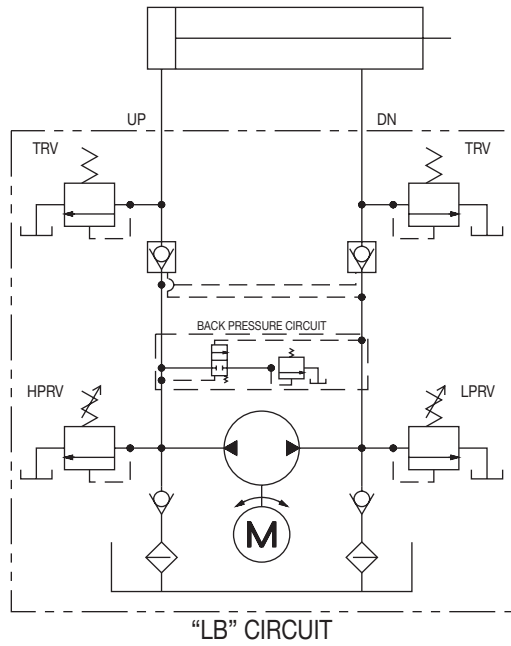 UP
DN
TRV
TRV
BACK PRESSURE CIRCUIT
HPRV
LPRV
M
“LB” CIRCUIT